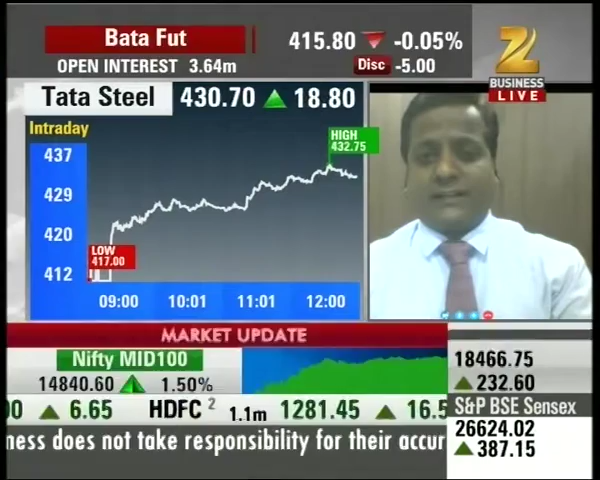 Bata Fut
415.80 -0.05%
OPEN INTEREST 3.64m
Disc -5.00
Z
BUSINESS
LIVE
Tata Steel 430.70 18.80
Intraday
HIGH
432.75
437
429
420
412
LOW
417.00
09:00 10:01 11:01 12:00
MARKET UPDATE
Nifty MID100
14840.60 1.50%
18466.75
232.60
00 6.65 HDFC 2 1.1m 1281.45 16.5
S&P BSE Sensex
26624.02
387.15
ness does not take responsibility for their accur